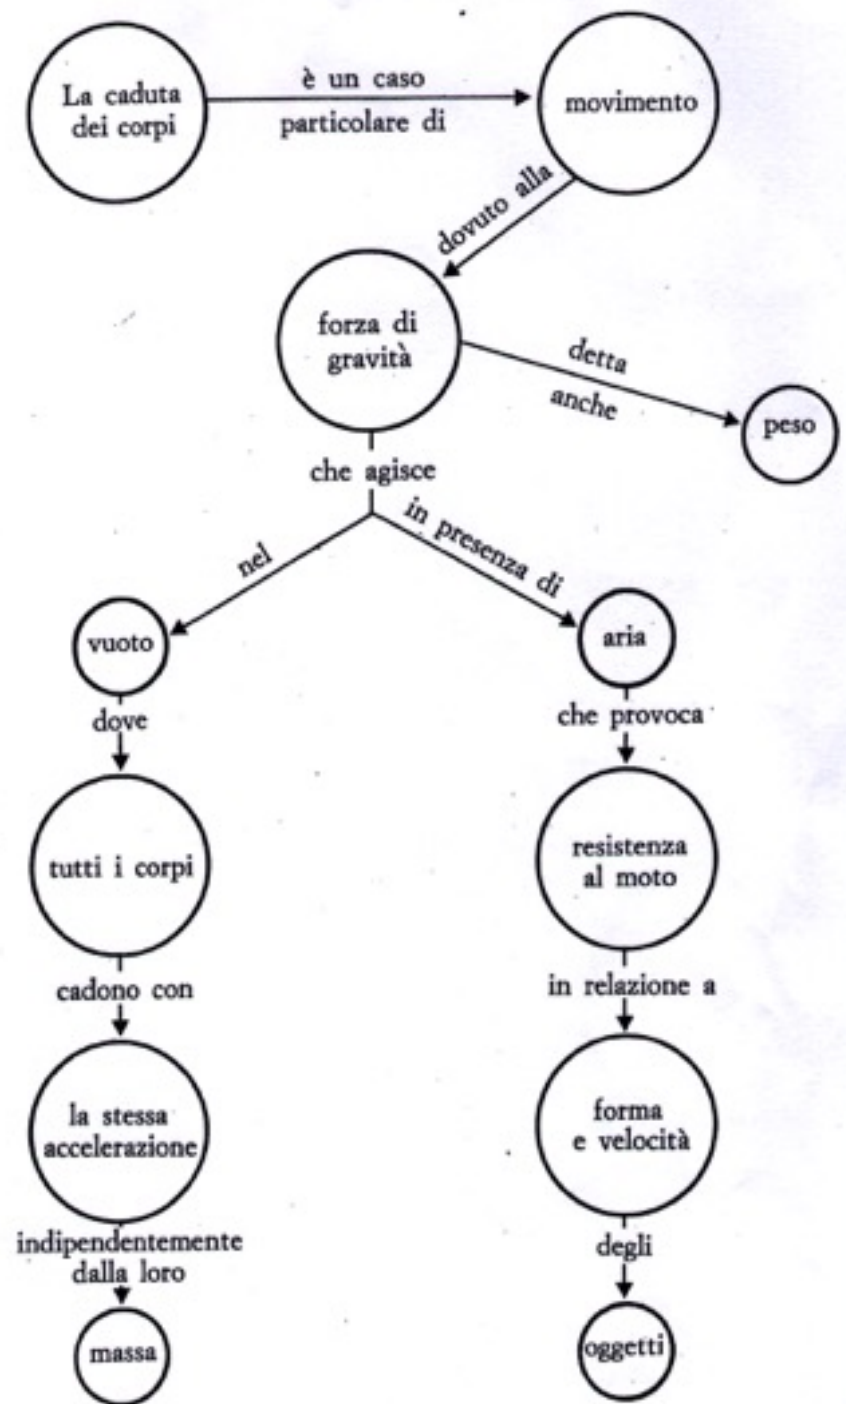 La caduta
dei corpi
è un caso
particolare di
movimento
dovuto alla
forza di
gravità
detta
anche
peso
che agisce
nel
in presenza di
vuoto
aria
dove
che provoca
tutti i corpi
resistenza
al moto
cadono con
in relazione a
la stessa
accelerazione
forma
e velocità
indipendentemente
dalla loro
degli
massa
oggetti